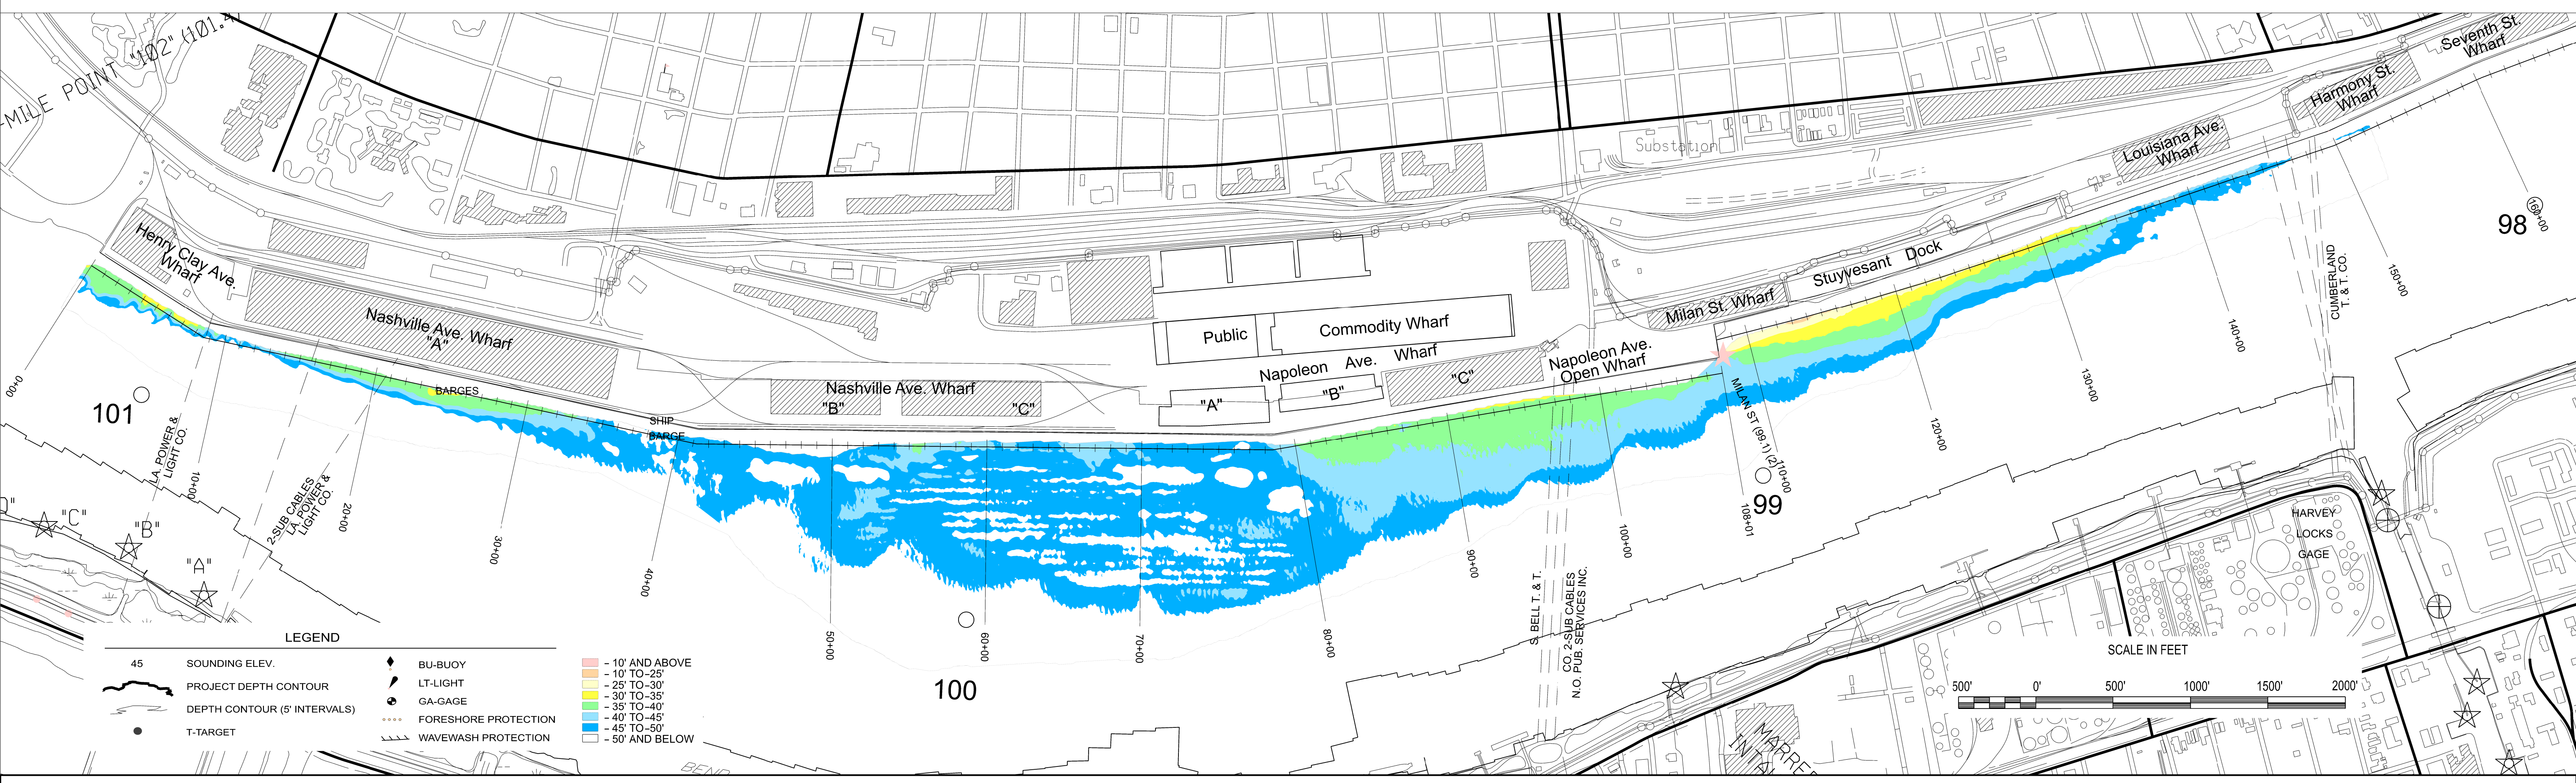 -MILE POINT "102" (101.4)
Seventh St.
Wharf
Harmony St.
Wharf
Louisiana Ave.
Wharf
Substation
Henry Clay Ave.
Wharf
Nashville Ave. Wharf
"A"
Public
Commodity Wharf
Napoleon Ave. Wharf
"A"
"B"
"C"
Napoleon Ave.
Open Wharf
Milan St. Wharf
Stuyvesant Dock
Nashville Ave. Wharf
"B"
"C"
BARGES
SHIP
BARGE
MILAN ST (99.1) (2)
101
100
99
98
00+0
10+00
20+00
30+00
40+00
50+00
60+00
70+00
80+00
90+00
100+00
108+01
110+00
120+00
130+00
140+00
150+00
160+00
LA. POWER &
LIGHT CO.
2-SUB CABLES
LA. POWER &
LIGHT CO.
S. BELL T. & T.
CO. 2-SUB CABLES
N.O. PUB. SERVICES INC.
CUMBERLAND
T. & T. CO.
HARVEY
LOCKS
GAGE
"C"
"B"
"A"
LEGEND
45 SOUNDING ELEV.
PROJECT DEPTH CONTOUR
DEPTH CONTOUR (5' INTERVALS)
T-TARGET
BU-BUOY
LT-LIGHT
GA-GAGE
FORESHORE PROTECTION
WAVEWASH PROTECTION
– 10' AND ABOVE
– 10' TO–25'
– 25' TO–30'
– 30' TO–35'
– 35' TO–40'
– 40' TO–45'
– 45' TO–50'
– 50' AND BELOW
SCALE IN FEET
500' 0' 500' 1000' 1500' 2000'